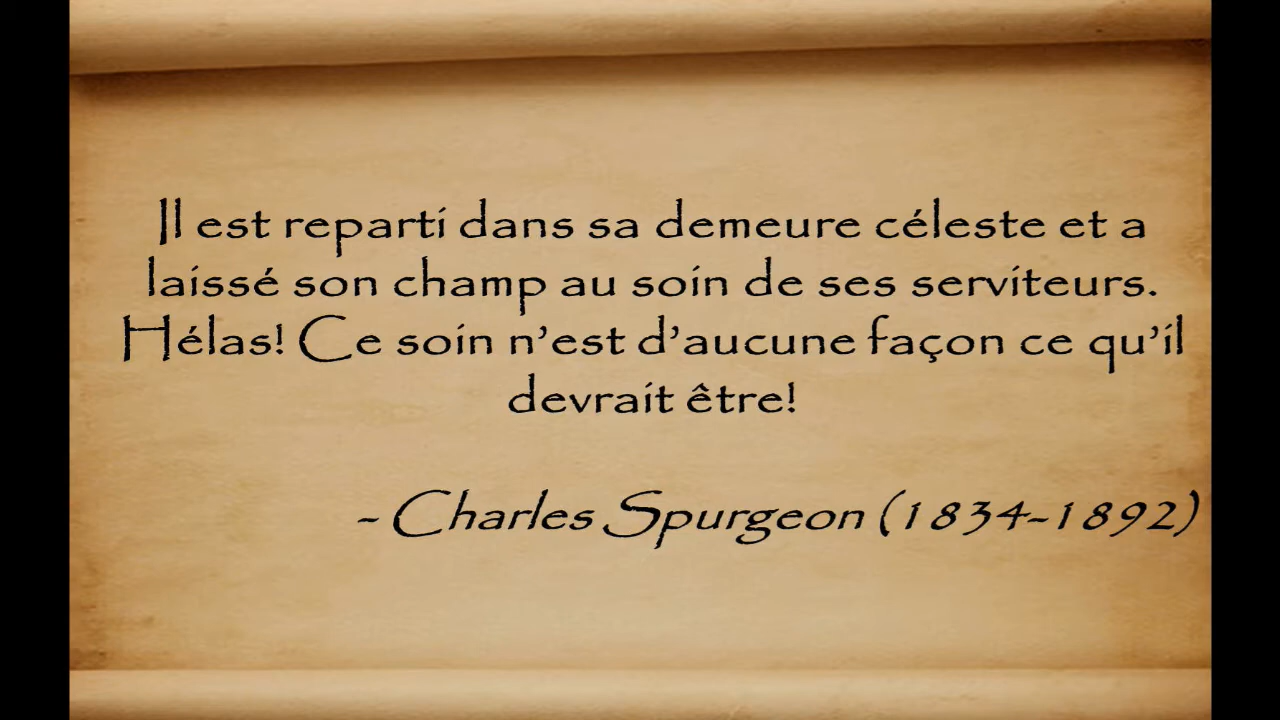 Il est reparti dans sa demeure céleste et a
laissé son champ au soin de ses serviteurs.
Hélas! Ce soin n’est d’aucune façon ce qu’il
devrait être!
- Charles Spurgeon (1834-1892)